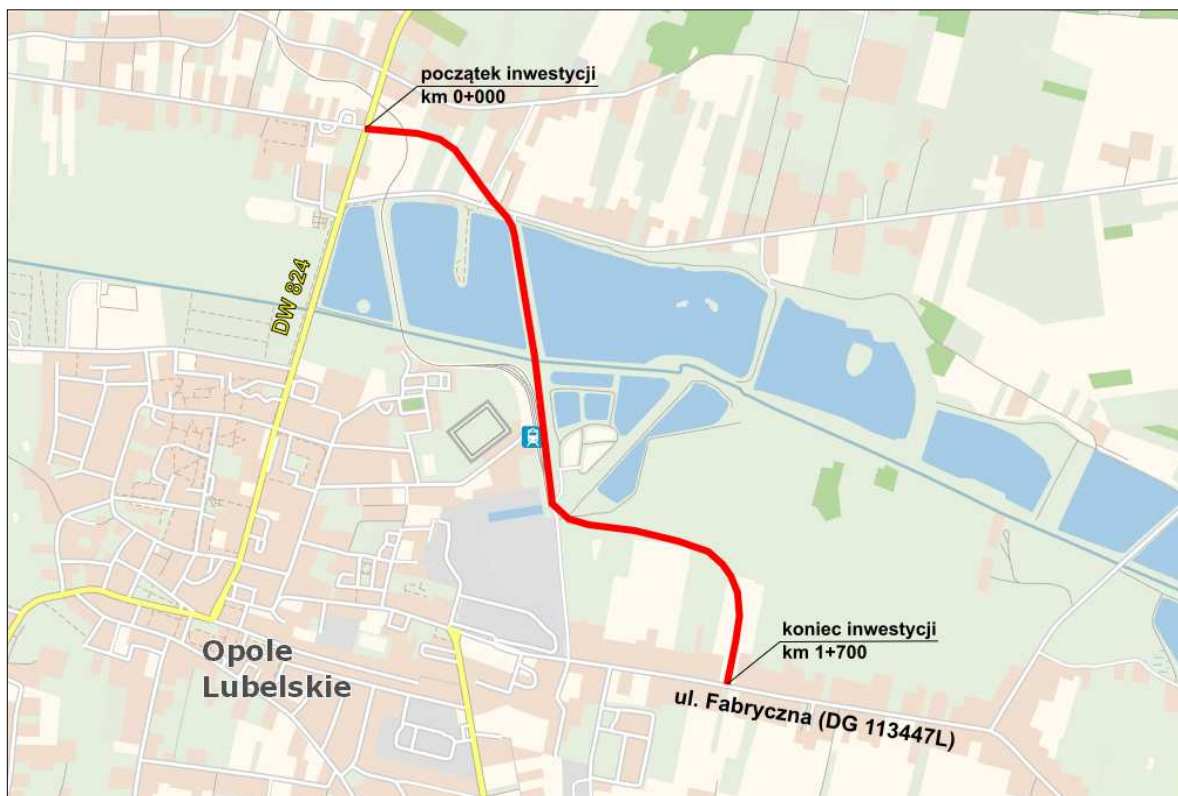 początek inwestycji
km 0+000
DW 824
koniec inwestycji
km 1+700
Opole
Lubelskie
ul. Fabryczna (DG 113447L)